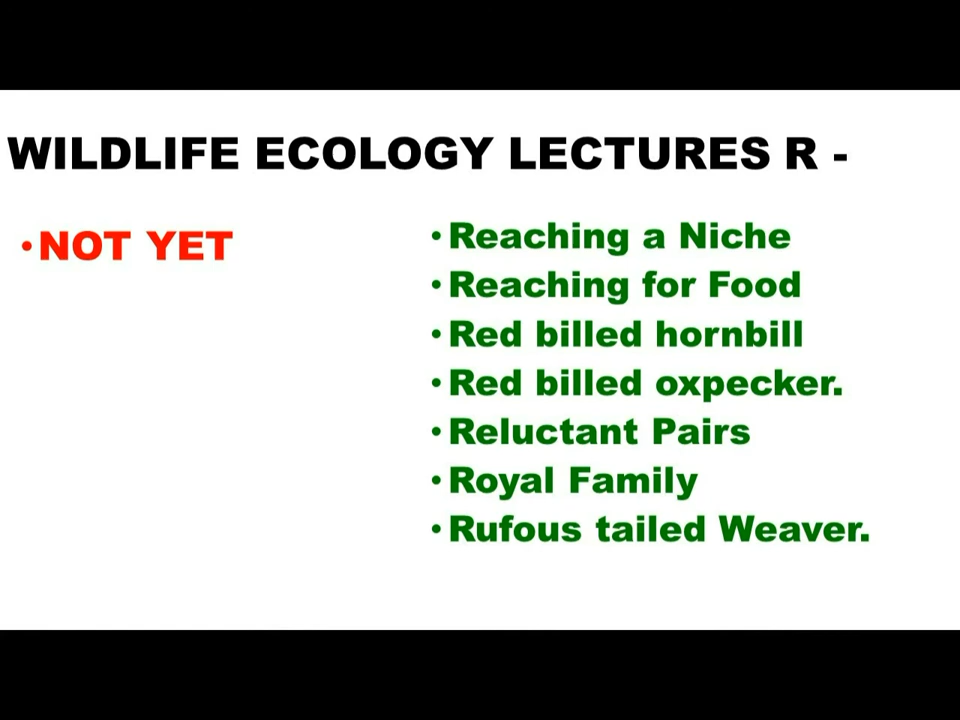 WILDLIFE ECOLOGY LECTURES R -
• NOT YET
• Reaching a Niche
• Reaching for Food
• Red billed hornbill
• Red billed oxpecker.
• Reluctant Pairs
• Royal Family
• Rufous tailed Weaver.